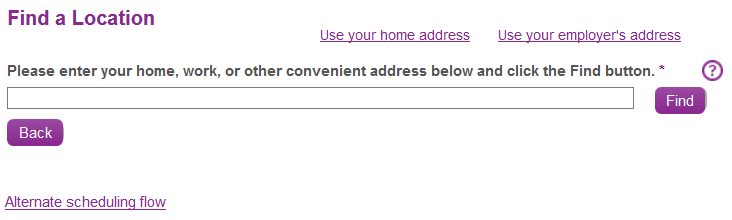 Find a Location
Use your home address Use your employer's address
Please enter your home, work, or other convenient address below and click the Find button. * ?
Find
Back
Alternate scheduling flow